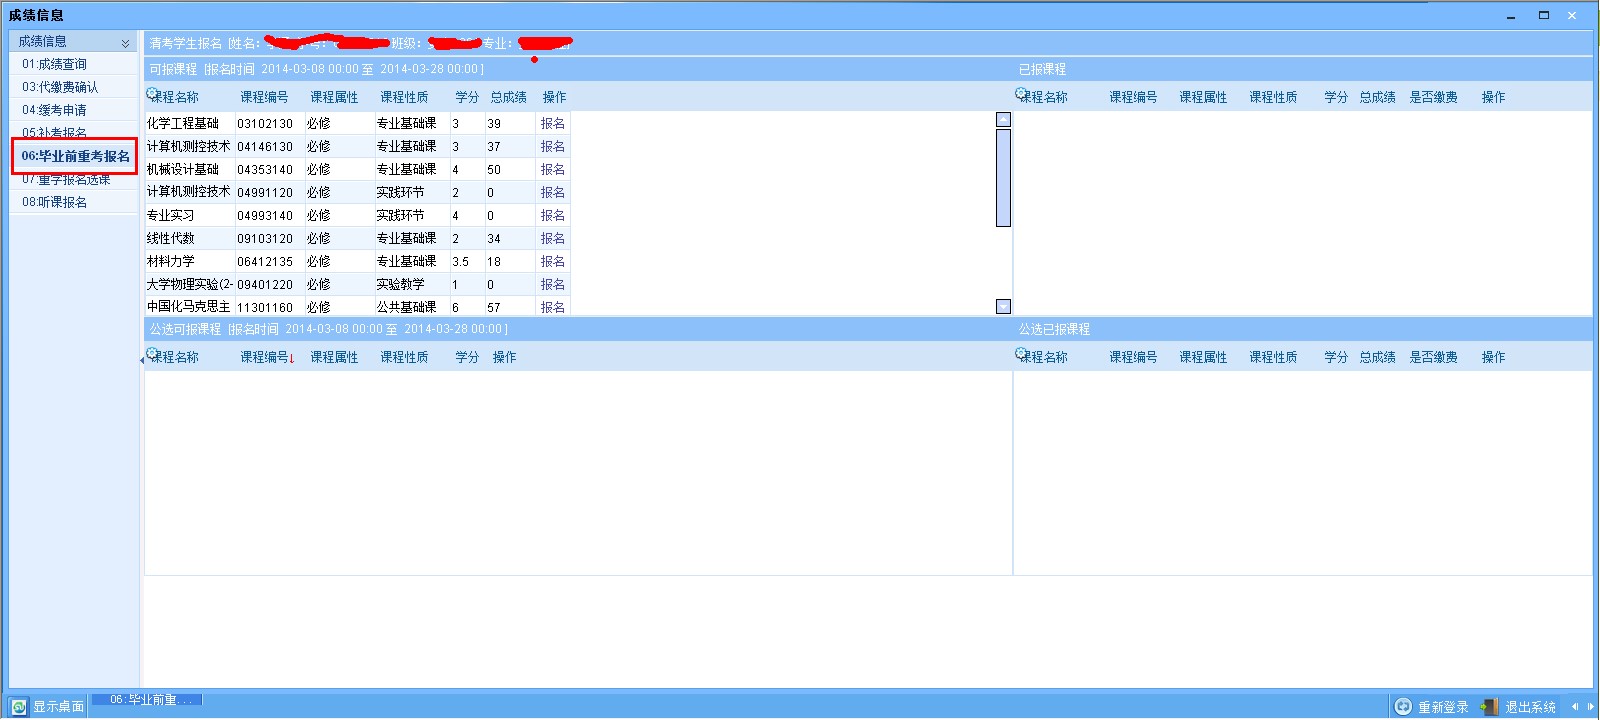 成绩信息
成绩信息
01:成绩查询
03:代缴费确认
04:缓考申请
05:补考报名
06:毕业前重考报名
07:重学报名选课
08:听课报名
清考学生报名 [姓名: 班级: 专业:
可报课程 [报名时间 2014-03-08 00:00 至 2014-03-28 00:00 ]
课程名称 课程编号 课程属性 课程性质 学分 总成绩 操作
化学工程基础 03102130 必修 专业基础课 3 39 报名
计算机测控技术 04146130 必修 专业基础课 3 37 报名
机械设计基础 04353140 必修 专业基础课 4 50 报名
计算机测控技术 04991120 必修 实践环节 2 0 报名
专业实习 04993140 必修 实践环节 4 0 报名
线性代数 09103120 必修 专业基础课 2 34 报名
材料力学 06412135 必修 专业基础课 3.5 18 报名
大学物理实验(2- 09401220 必修 实验教学 1 0 报名
中国化马克思主 11301160 必修 公共基础课 6 57 报名
已报课程
课程名称 课程编号 课程属性 课程性质 学分 总成绩 是否缴费 操作
公选可报课程 [报名时间 2014-03-08 00:00 至 2014-03-28 00:00 ]
课程名称 课程编号↓ 课程属性 课程性质 学分 操作
公选已报课程
课程名称 课程编号 课程属性 课程性质 学分 总成绩 是否缴费 操作
显示桌面
06:毕业前重...
重新登录
退出系统